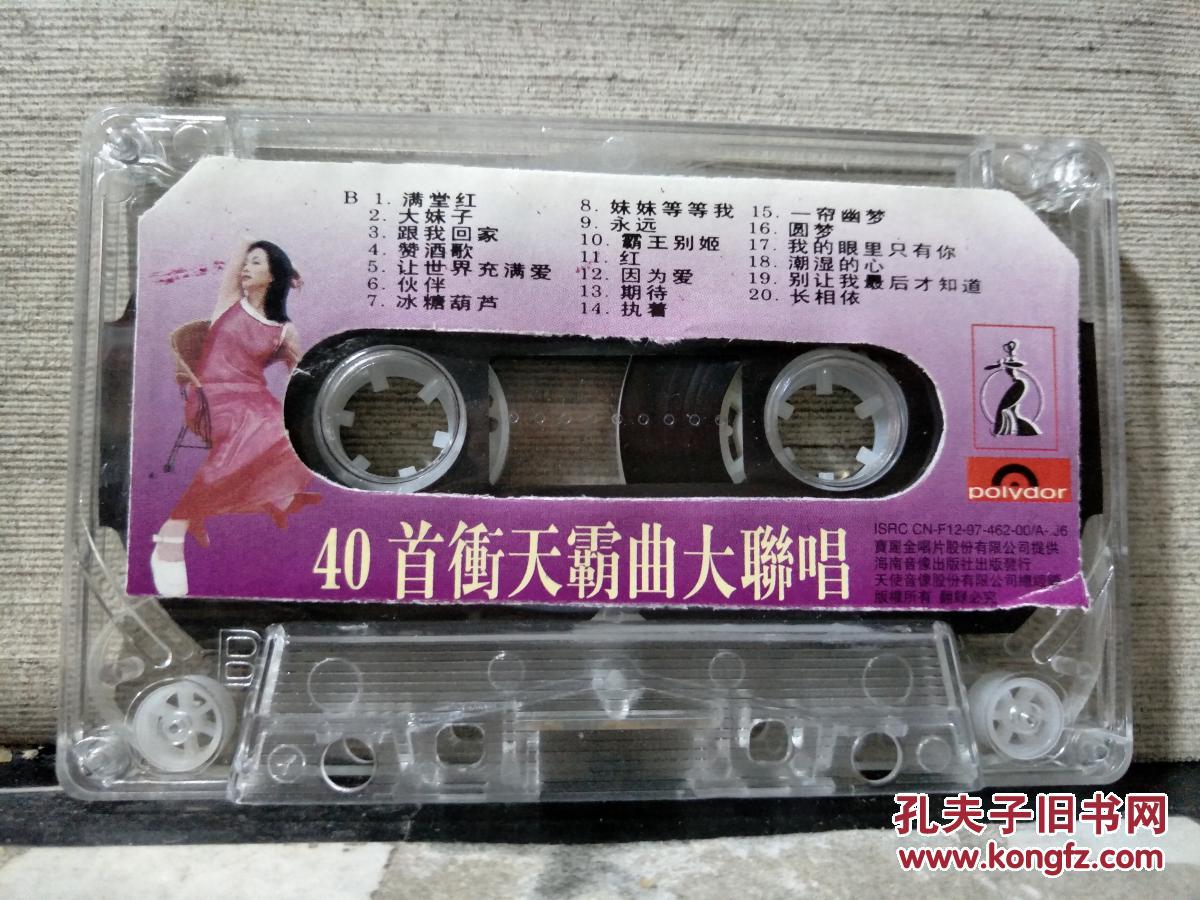 B 1. 满堂红
2. 大妹子
3. 跟我回家
4. 赞酒歌
5. 让世界充满爱
6. 伙伴
7. 冰糖葫芦
8. 妹妹等等我
9. 永远
10. 霸王别姬
11. 红
12. 因为爱
13. 期待
14. 执着
15. 一帘幽梦
16. 圆梦
17. 我的眼里只有你
18. 潮湿的心
19. 别让我最后才知道
20. 长相依
polydor
40首衝天霸曲大聯唱
ISRC CN-F12-97-462-00/A·J6
寶麗金唱片股份有限公司提供
海南音像出版社出版發行
天使音像股份有限公司總經銷
版權所有 翻録必究
B
孔夫子旧书网
www.kongfz.com